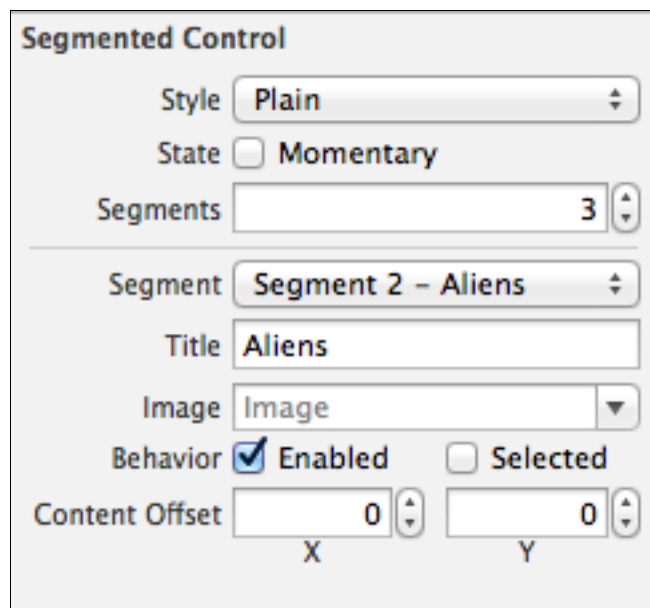 Segmented Control
Style Plain
State Momentary
Segments 3
Segment Segment 2 – Aliens
Title Aliens
Image Image
Behavior Enabled Selected
Content Offset 0 0
X Y